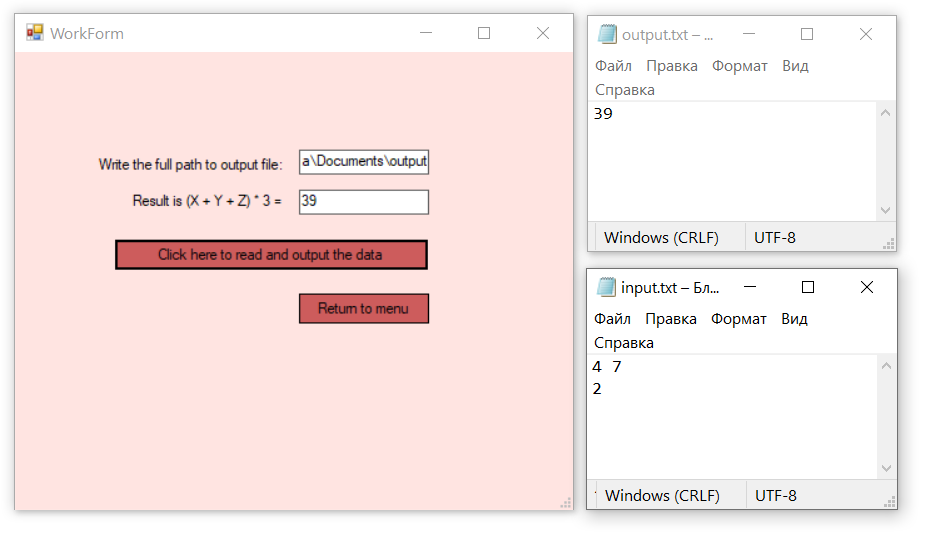 WorkForm
Write the full path to output file:
a\Documents\output
Result is (X + Y + Z) * 3 =
39
Click here to read and output the data
Return to menu
output.txt – ...
Файл Правка Формат Вид
Справка
39
Windows (CRLF) UTF-8
input.txt – Бл...
Файл Правка Формат Вид
Справка
4 7
2
Windows (CRLF) UTF-8